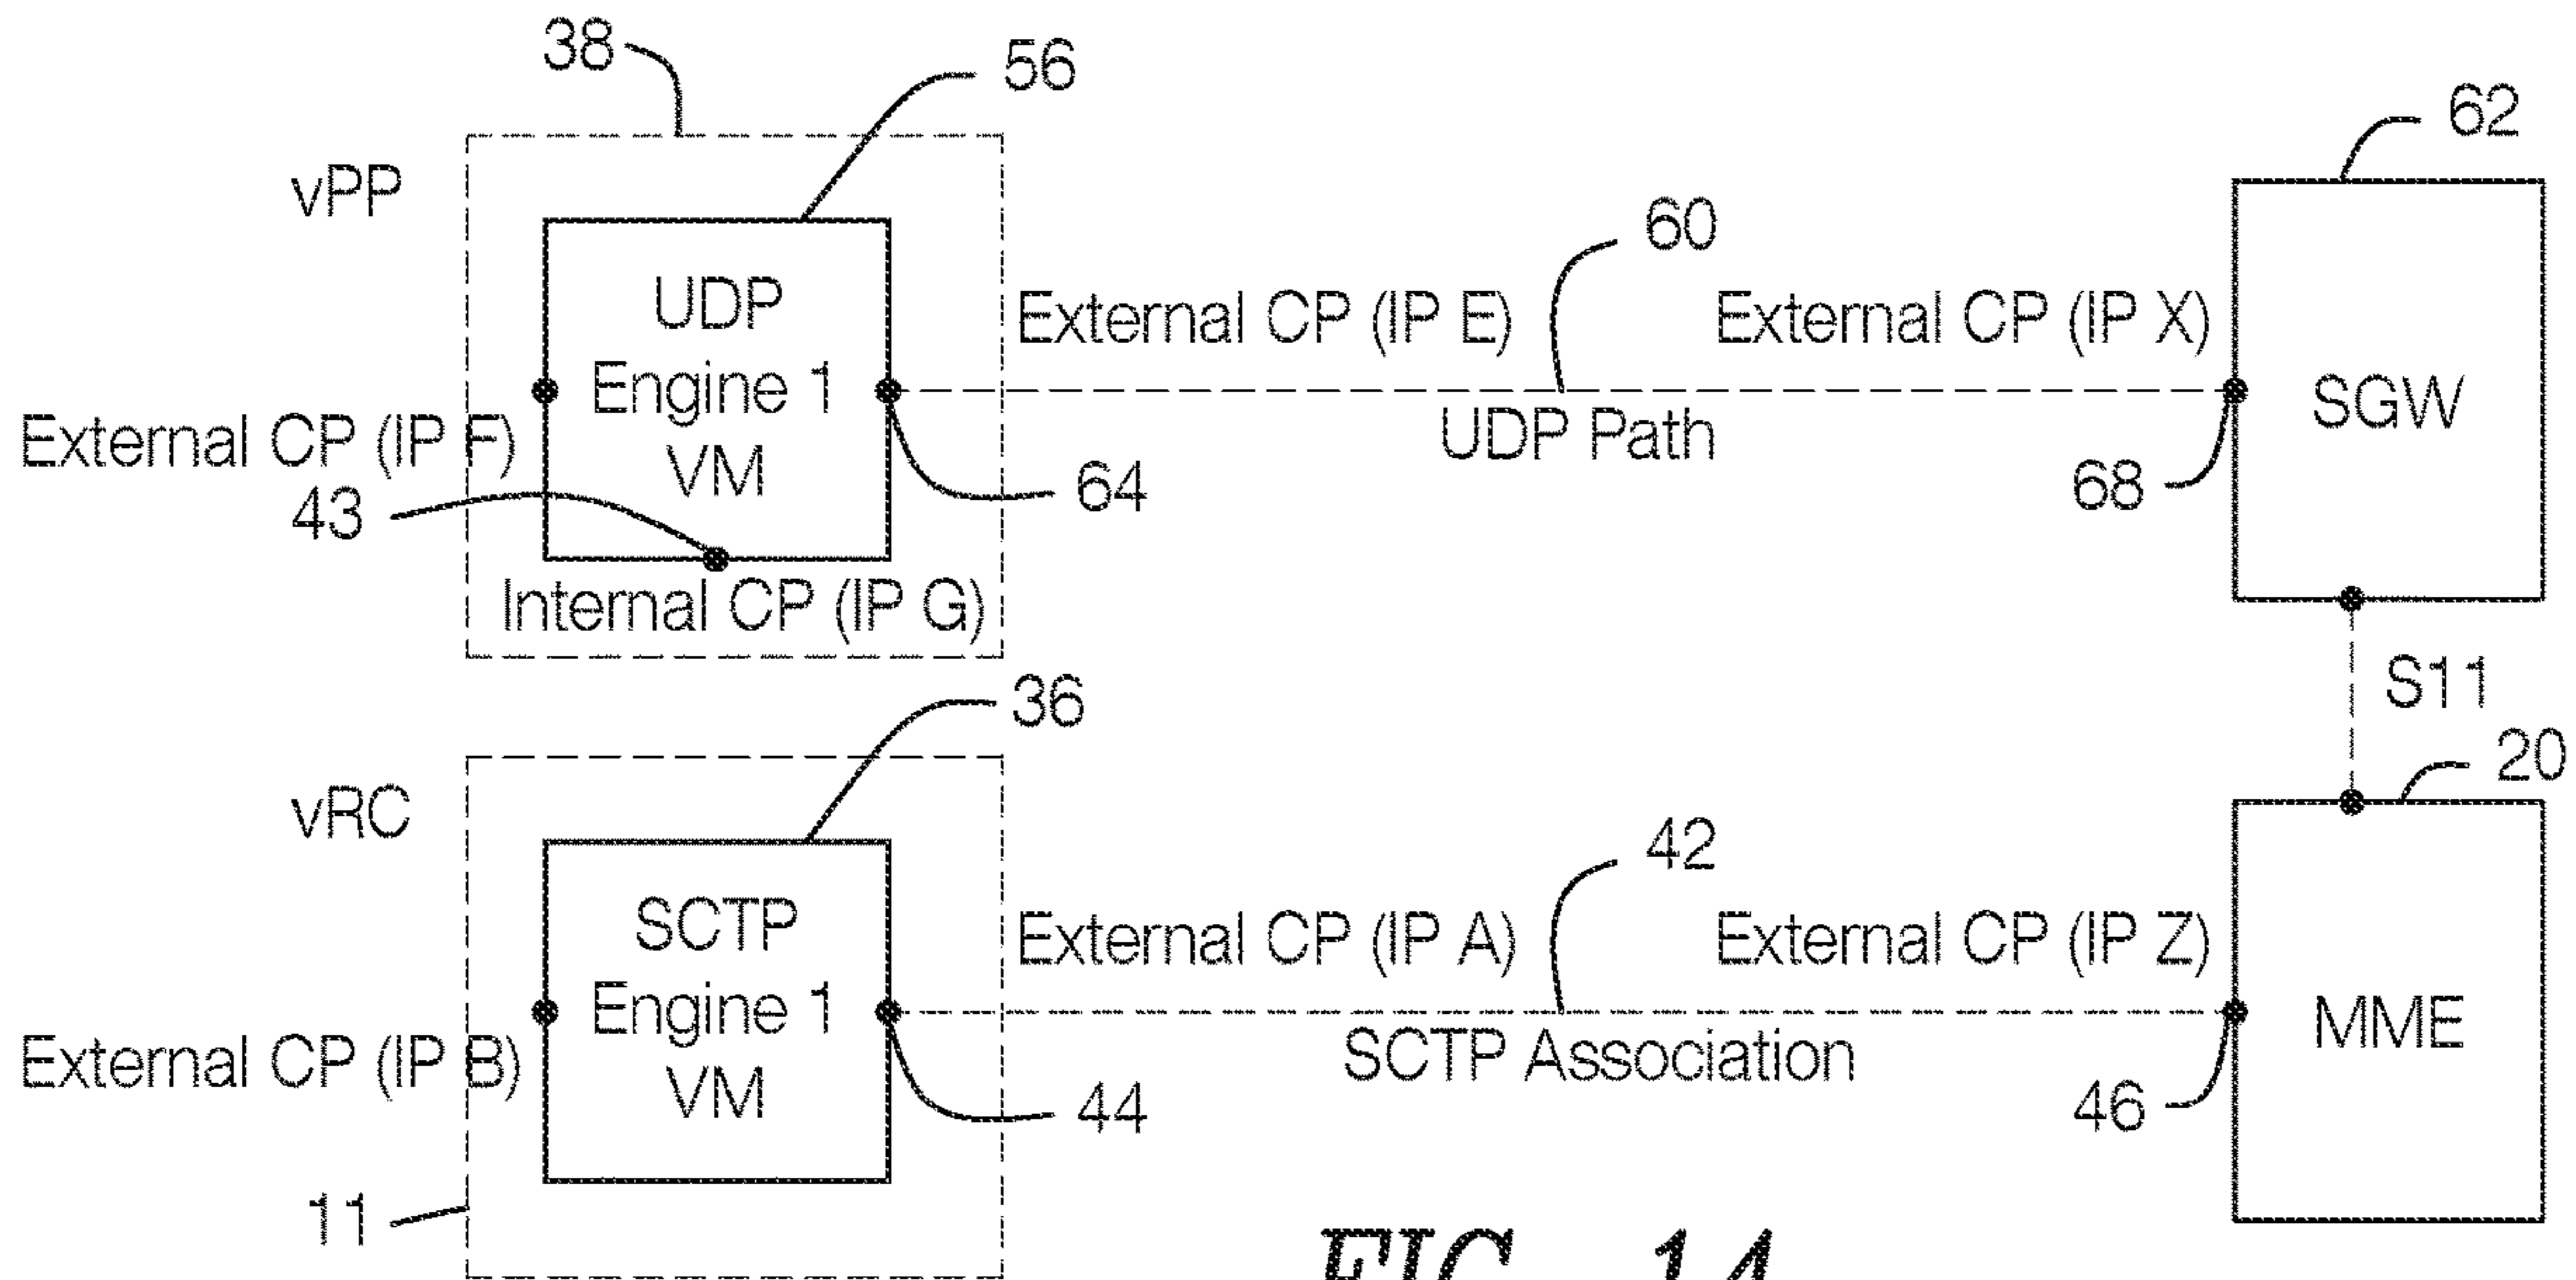 38
56
62
vPP
60
UDP
Engine 1
VM
External CP (IP E)
External CP (IP X)
SGW
External CP (IP F)
UDP Path
43
64
68
Internal CP (IP G)
36
S11
20
vRC
42
SCTP
Engine 1
VM
External CP (IP A)
External CP (IP Z)
MME
External CP (IP B)
SCTP Association
44
46
11
FIG. 14